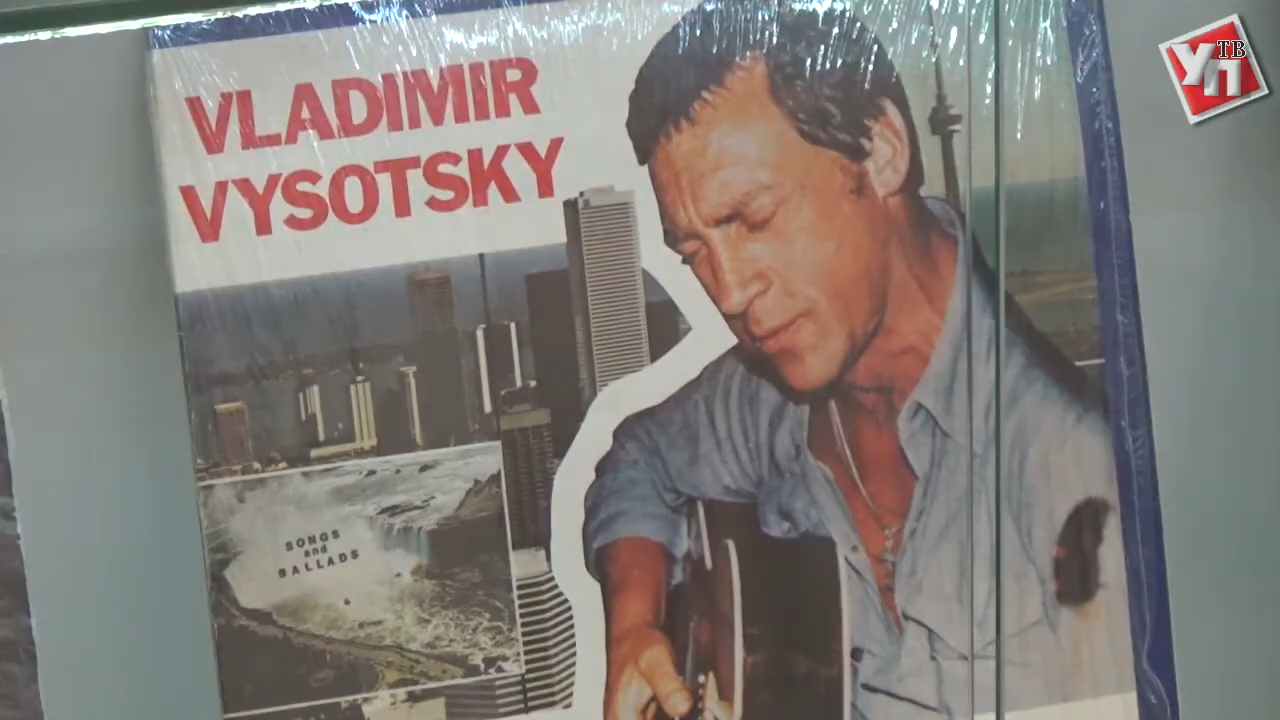 VLADIMIR
VYSOTSKY
SONGS
and
BALLADS
УП
ТВ